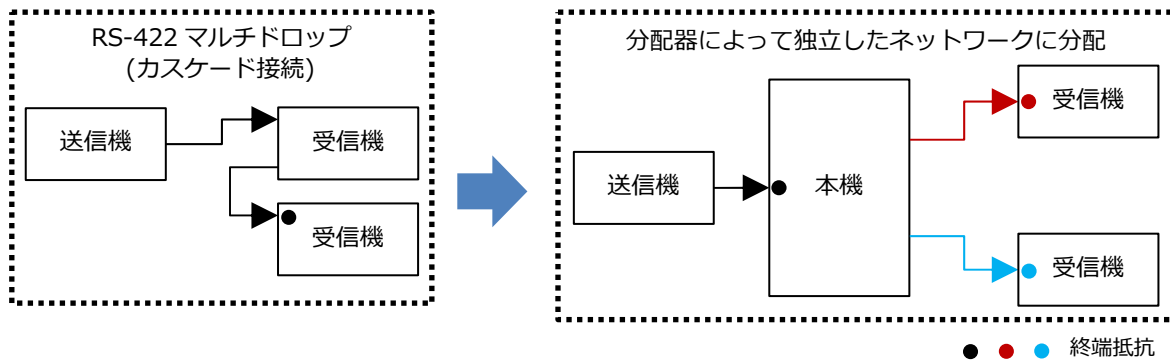 RS-422 マルチドロップ
(カスケード接続)
送信機
受信機
受信機
分配器によって独立したネットワークに分配
送信機
本機
受信機
受信機
終端抵抗